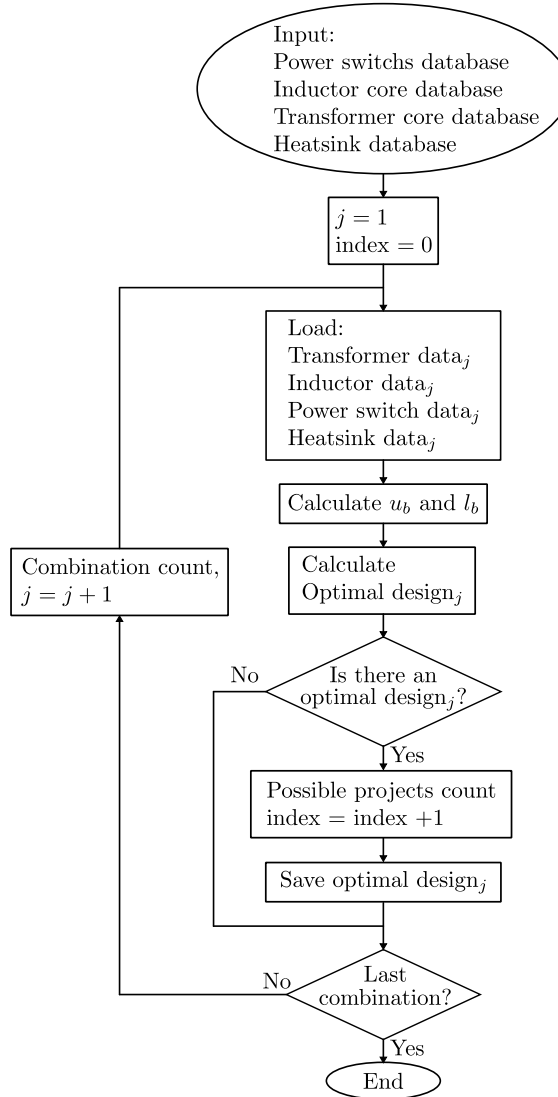 Input:
Power switchs database
Inductor core database
Transformer core database
Heatsink database
j = 1
index = 0
Load:
Transformer data_j
Inductor data_j
Power switch data_j
Heatsink data_j
Calculate u_b and l_b
Combination count,
j = j + 1
Calculate
Optimal design_j
No
Is there an
optimal design_j?
Yes
Possible projects count
index = index +1
Save optimal design_j
No
Last
combination?
Yes
End